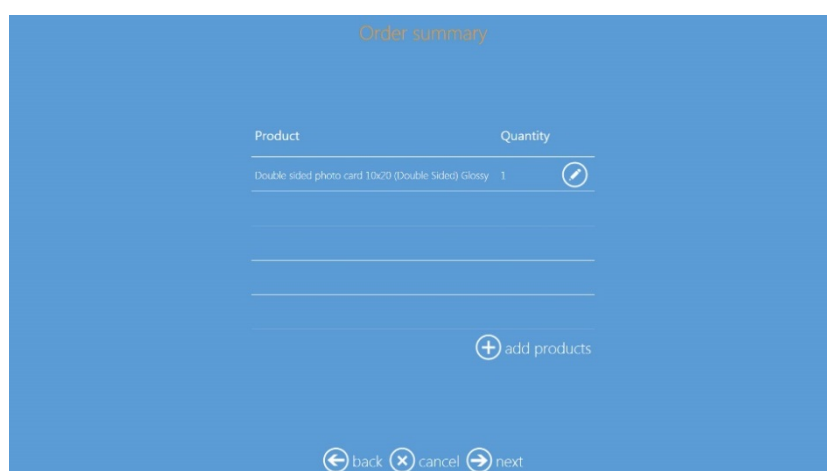 Order summary
Product Quantity
Double sided photo card 10x20 (Double Sided) Glossy 1
add products
back cancel next